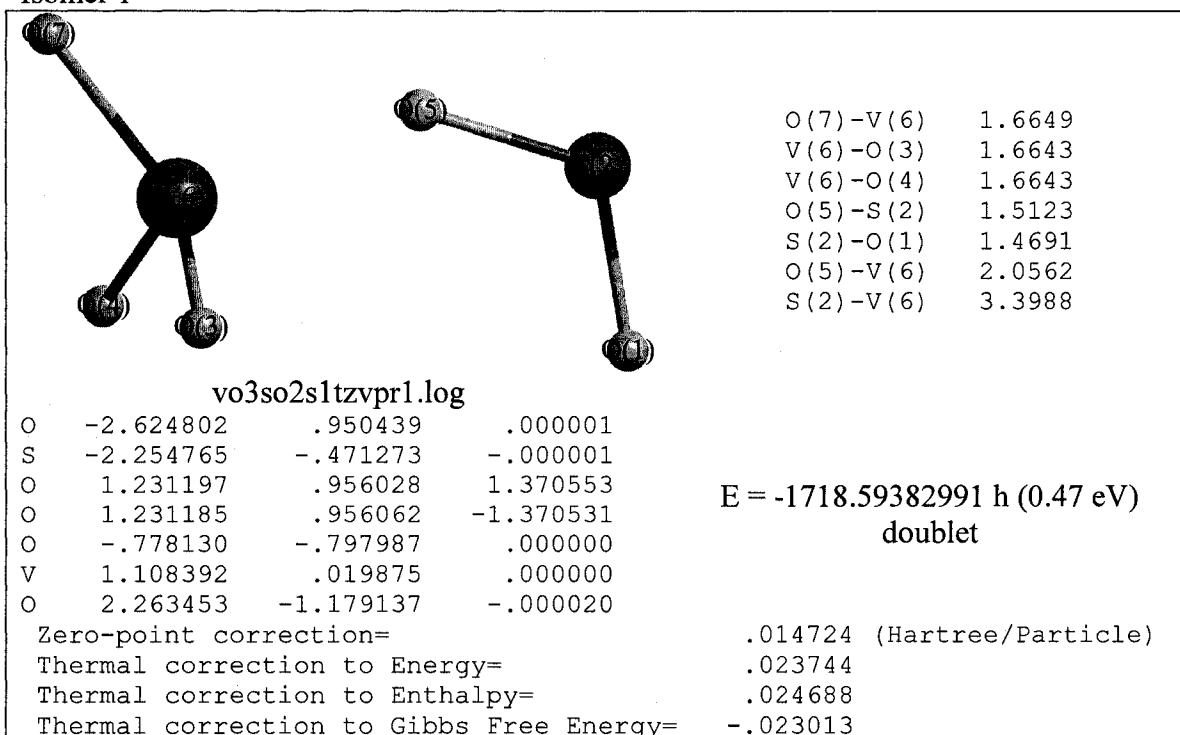 O(7)-V(6) 1.6649
V(6)-O(3) 1.6643
V(6)-O(4) 1.6643
O(5)-S(2) 1.5123
S(2)-O(1) 1.4691
O(5)-V(6) 2.0562
S(2)-V(6) 3.3988
vo3so2s1tzvpr1.log
O -2.624802 .950439 .000001
S -2.254765 -.471273 -.000001
O 1.231197 .956028 1.370553
O 1.231185 .956062 -1.370531
O -.778130 -.797987 .000000
V 1.108392 .019875 .000000
O 2.263453 -1.179137 -.000020
E = -1718.59382991 h (0.47 eV)
doublet
Zero-point correction= .014724 (Hartree/Particle)
Thermal correction to Energy= .023744
Thermal correction to Enthalpy= .024688
Thermal correction to Gibbs Free Energy= -.023013